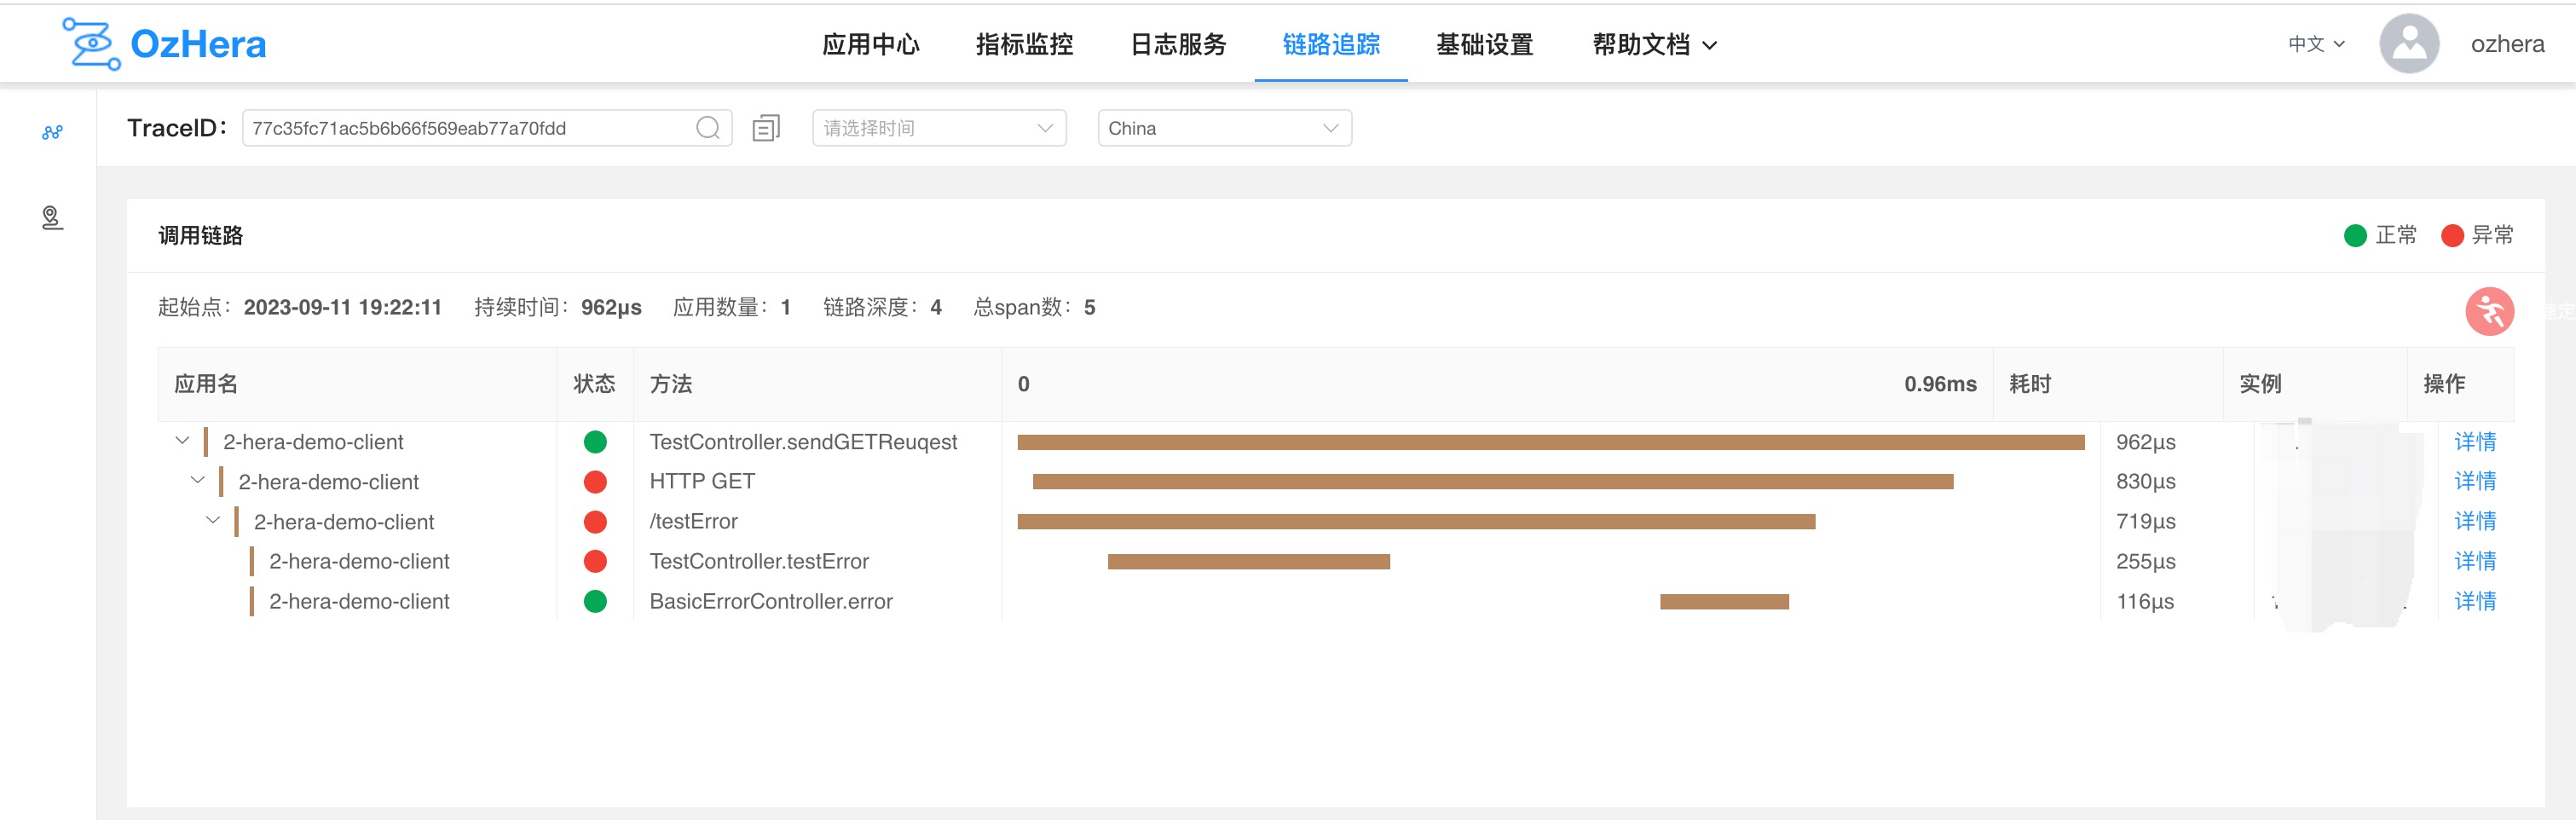 OzHera
应用中心 指标监控 日志服务 链路追踪 基础设置 帮助文档 中文 ozhera
TraceID： 77c35fc71ac5b6b66f569eab77a70fdd 请选择时间 China
调用链路 正常 异常
起始点：2023-09-11 19:22:11 持续时间：962μs 应用数量：1 链路深度：4 总span数：5
应用名 状态 方法 0 0.96ms 耗时 实例 操作
2-hera-demo-client TestController.sendGETReuqest 962μs 详情
2-hera-demo-client HTTP GET 830μs 详情
2-hera-demo-client /testError 719μs 详情
2-hera-demo-client TestController.testError 255μs 详情
2-hera-demo-client BasicErrorController.error 116μs 详情